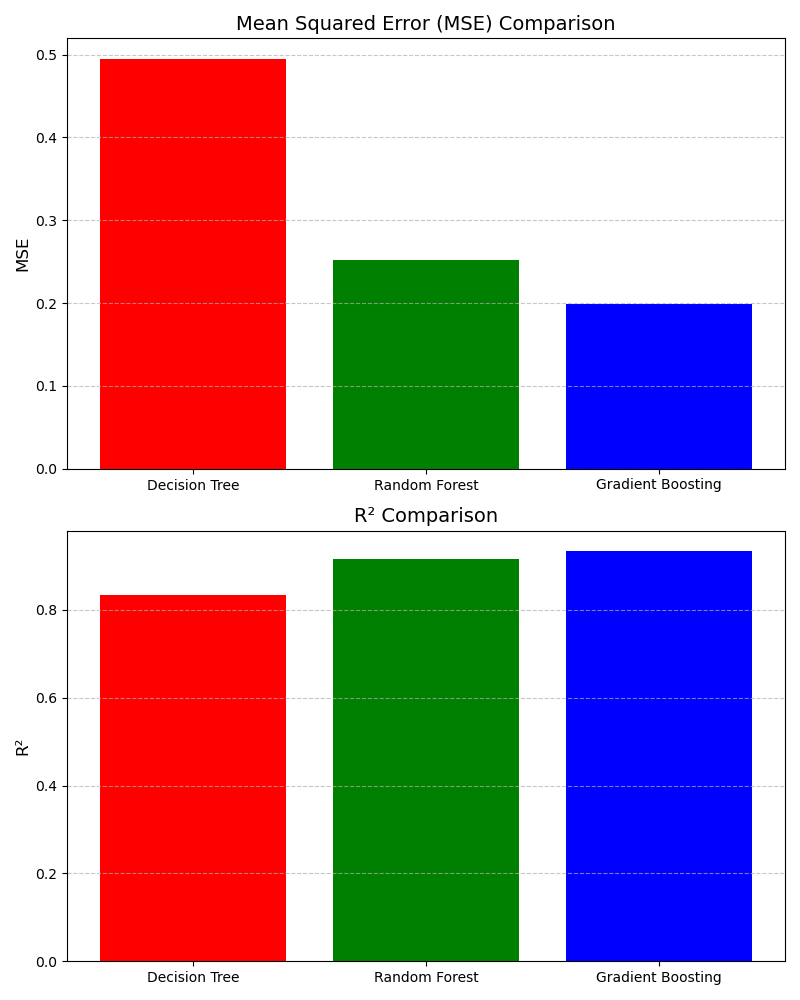 Mean Squared Error (MSE) Comparison
0.5
0.4
0.3
0.2
0.1
0.0
MSE
Decision Tree
Random Forest
Gradient Boosting
R² Comparison
0.8
0.6
0.4
0.2
0.0
R²
Decision Tree
Random Forest
Gradient Boosting